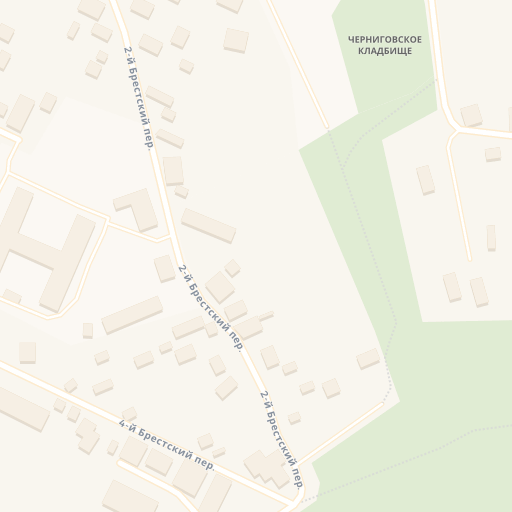 ЧЕРНИГОВСКОЕ
КЛАДБИЩЕ
2-й Брестский пер.
2-й Брестский пер.
2-й Брестский пер.
4-й Брестский пер.